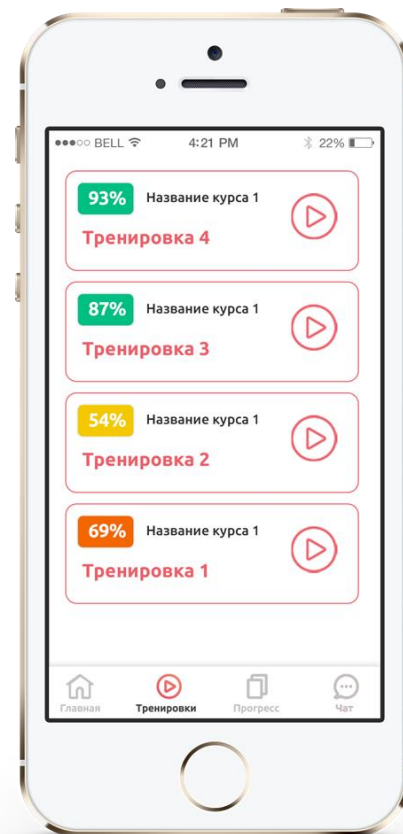 BELL 4:21 PM 22%
93% Название курса 1
Тренировка 4
87% Название курса 1
Тренировка 3
54% Название курса 1
Тренировка 2
69% Название курса 1
Тренировка 1
Главная Тренировки Прогресс Чат